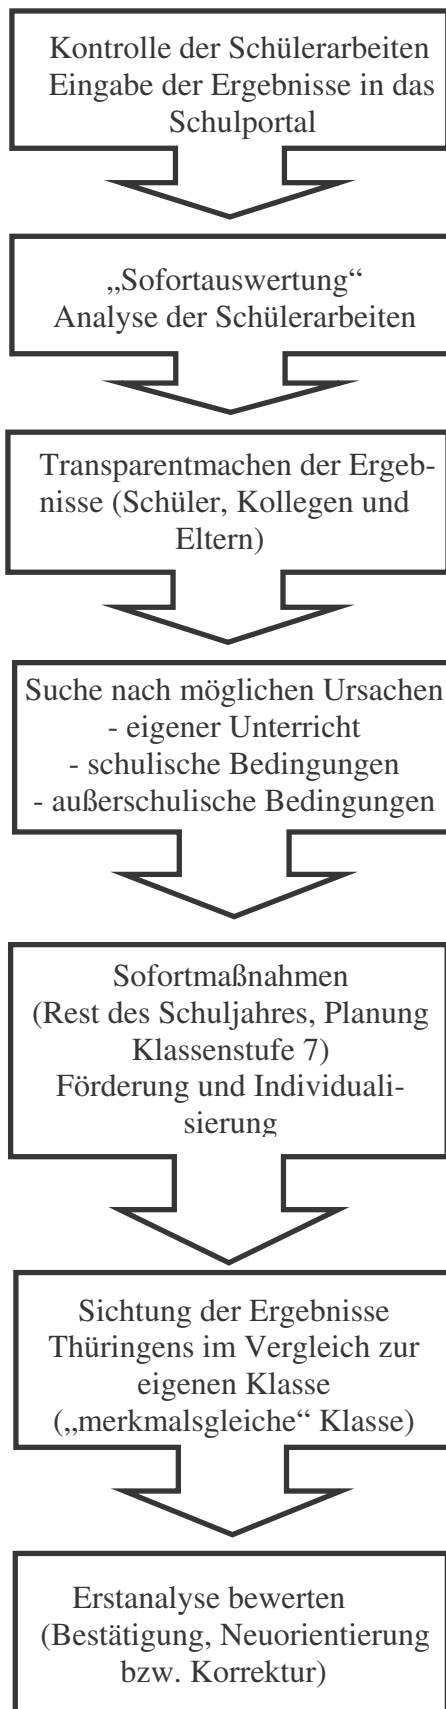 Kontrolle der Schülerarbeiten
Eingabe der Ergebnisse in das
Schulportal
„Sofortauswertung“
Analyse der Schülerarbeiten
Transparentmachen der Ergeb-
nisse (Schüler, Kollegen und
Eltern)
Suche nach möglichen Ursachen
- eigener Unterricht
- schulische Bedingungen
- außerschulische Bedingungen
Sofortmaßnahmen
(Rest des Schuljahres, Planung
Klassenstufe 7)
Förderung und Individuali-
sierung
Sichtung der Ergebnisse
Thüringens im Vergleich zur
eigenen Klasse
(„merkmalsgleiche“ Klasse)
Erstanalyse bewerten
(Bestätigung, Neuorientierung
bzw. Korrektur)